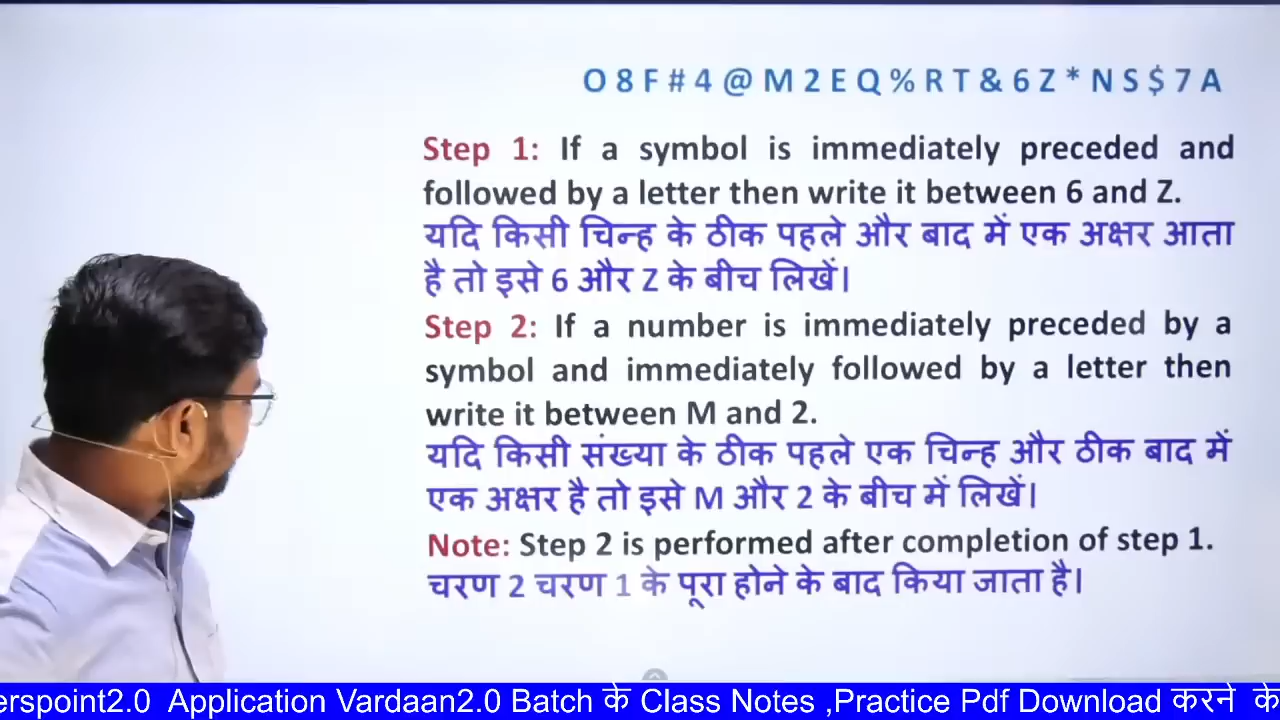 O 8 F # 4 @ M 2 E Q % R T & 6 Z * N S $ 7 A
Step 1: If a symbol is immediately preceded and
followed by a letter then write it between 6 and Z.
यदि किसी चिन्ह के ठीक पहले और बाद में एक अक्षर आता
है तो इसे 6 और Z के बीच लिखें।
Step 2: If a number is immediately preceded by a
symbol and immediately followed by a letter then
write it between M and 2.
यदि किसी संख्या के ठीक पहले एक चिन्ह और ठीक बाद में
एक अक्षर है तो इसे M और 2 के बीच में लिखें।
Note: Step 2 is performed after completion of step 1.
चरण 2 चरण 1 के पूरा होने के बाद किया जाता है।
erspoint2.0 Application Vardaan2.0 Batch के Class Notes ,Practice Pdf Download करने के